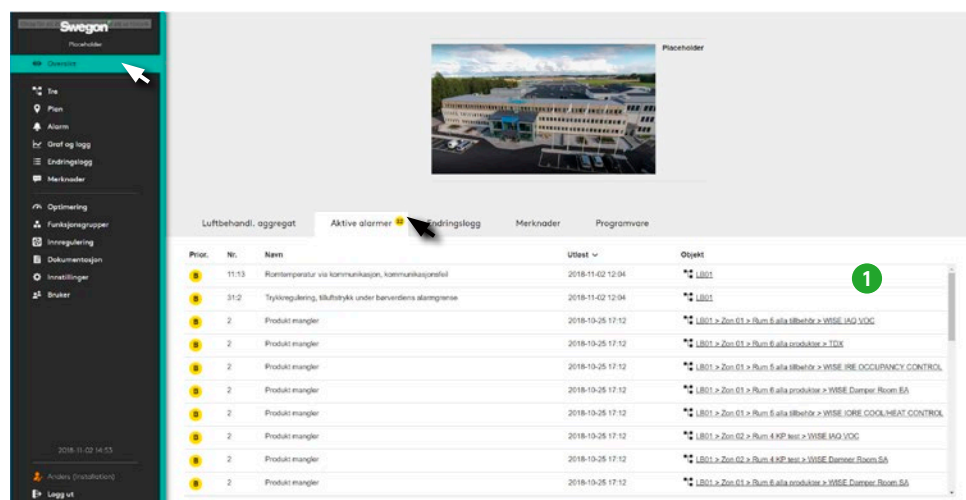 Swegon
Placeholder
Oversikt
Tre
Plan
Alarm
Graf og logg
Endringslogg
Merknader
Optimering
Funksjonsgrupper
Innregulering
Dokumentasjon
Innstillinger
Bruker
2018-11-02 14:53
Anders (Installation)
Logg ut
Placeholder
Luftbehandl. aggregat Aktive alarmer Endringslogg Merknader Programvare
Prior. Nr. Navn Utløst Objekt
1
B 11:13 Romtemperatur via kommunikasjon, kommunikasjonsfeil 2018-11-02 12:04 LB01
B 31:2 Trykkregulering, tilluftstrykk under børverdiens alarmgrense 2018-11-02 12:04 LB01
B 2 Produkt mangler 2018-10-25 17:12 LB01 > Zon 01 > Rum 5 alla tillbehör > WISE IAQ VOC
B 2 Produkt mangler 2018-10-25 17:12 LB01 > Zon 01 > Rum 6 alla produkter > TDX
B 2 Produkt mangler 2018-10-25 17:12 LB01 > Zon 01 > Rum 5 alla tillbehör > WISE IRE OCCUPANCY CONTROL
B 2 Produkt mangler 2018-10-25 17:12 LB01 > Zon 01 > Rum 6 alla produkter > WISE Damper Room EA
B 2 Produkt mangler 2018-10-25 17:12 LB01 > Zon 01 > Rum 5 alla tillbehör > WISE IORE COOL/HEAT CONTROL
B 2 Produkt mangler 2018-10-25 17:12 LB01 > Zon 02 > Rum 4 KP test > WISE IAQ VOC
B 2 Produkt mangler 2018-10-25 17:12 LB01 > Zon 02 > Rum 4 KP test > WISE Damper Room SA
B 2 Produkt mangler 2018-10-25 17:12 LB01 > Zon 01 > Rum 6 alla produkter > WISE Damper Room SA